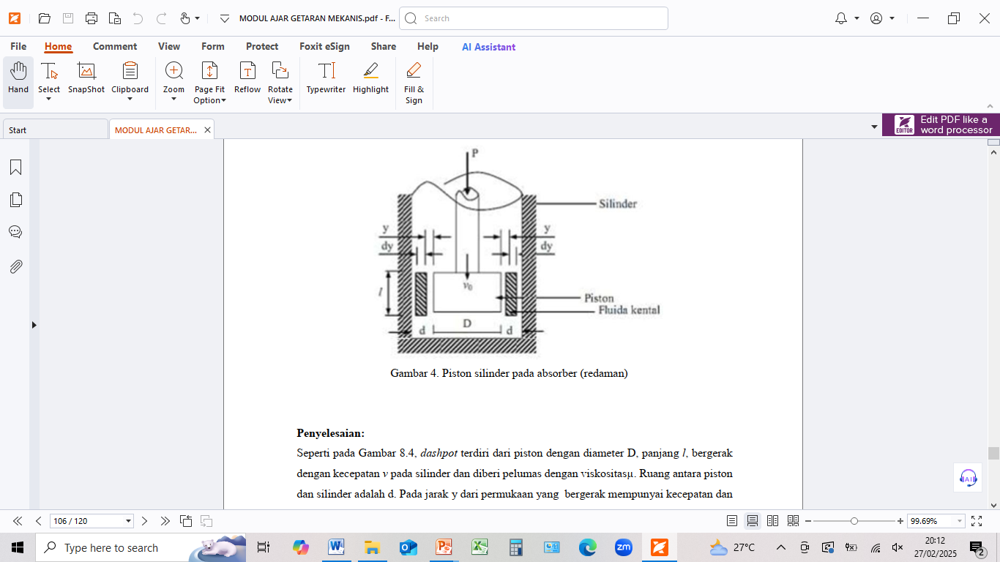 MODUL AJAR GETARAN MEKANIS.pdf - F...
Search
File Home Comment View Form Protect Foxit eSign Share Help AI Assistant
Hand Select SnapShot Clipboard Zoom Page Fit Option Reflow Rotate View Typewriter Highlight Fill & Sign
Start
MODUL AJAR GETAR...
EDITOR
Edit PDF like a
word processor
P
Silinder
y y
dy dy
l
v0
Piston
Fluida kental
D
d d
Gambar 4. Piston silinder pada absorber (redaman)
Penyelesaian:
Seperti pada Gambar 8.4, dashpot terdiri dari piston dengan diameter D, panjang l, bergerak
dengan kecepatan v pada silinder dan diberi pelumas dengan viskositasµ. Ruang antara piston
dan silinder adalah d. Pada jarak y dari permukaan yang bergerak mempunyai kecepatan dan
AI
106 / 120
99.69%
Type here to search
zm
27°C
20:12
27/02/2025
2